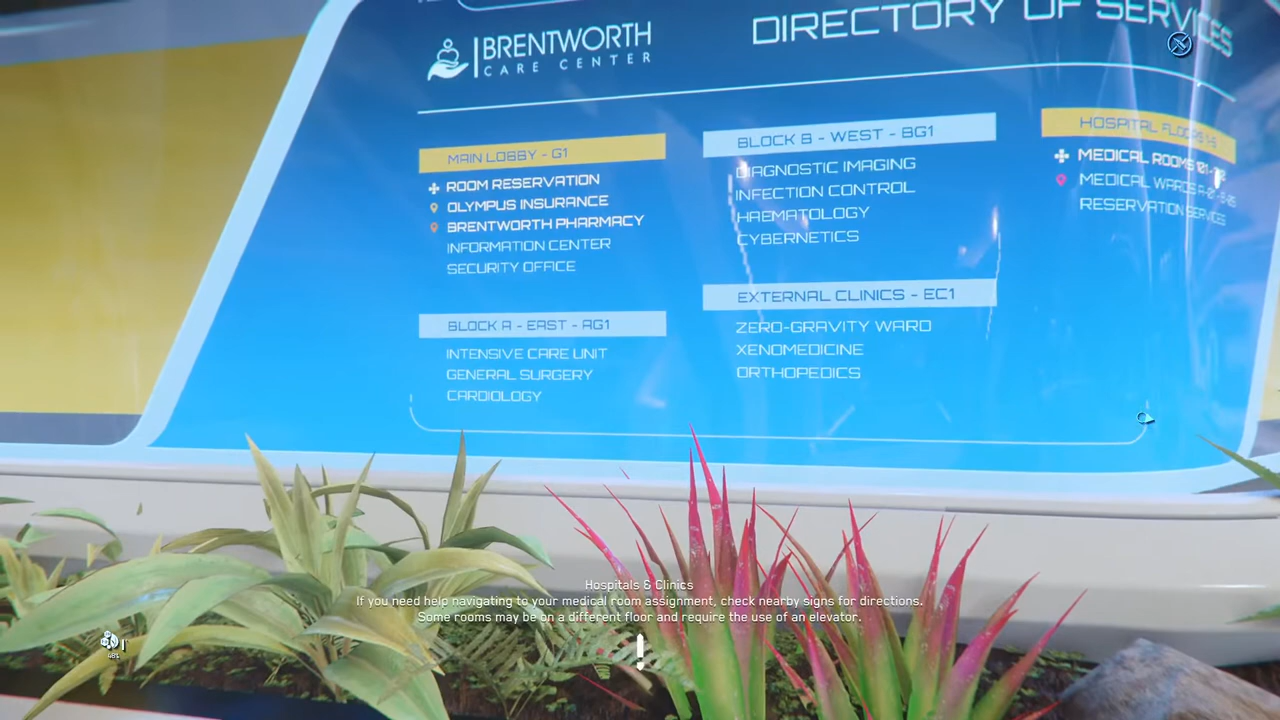 BRENTWORTH
CARE CENTER
DIRECTORY OF SERVICES
MAIN LOBBY - G1
ROOM RESERVATION
OLYMPUS INSURANCE
BRENTWORTH PHARMACY
INFORMATION CENTER
SECURITY OFFICE
BLOCK A - EAST - AG1
INTENSIVE CARE UNIT
GENERAL SURGERY
CARDIOLOGY
BLOCK B - WEST - BG1
DIAGNOSTIC IMAGING
INFECTION CONTROL
HAEMATOLOGY
CYBERNETICS
EXTERNAL CLINICS - EC1
ZERO-GRAVITY WARD
XENOMEDICINE
ORTHOPEDICS
HOSPITAL FLOORS
MEDICAL ROOMS
MEDICAL WARDS
RESERVATION SERVICES
Hospitals & Clinics
If you need help navigating to your medical room assignment, check nearby signs for directions.
Some rooms may be on a different floor and require the use of an elevator.
!